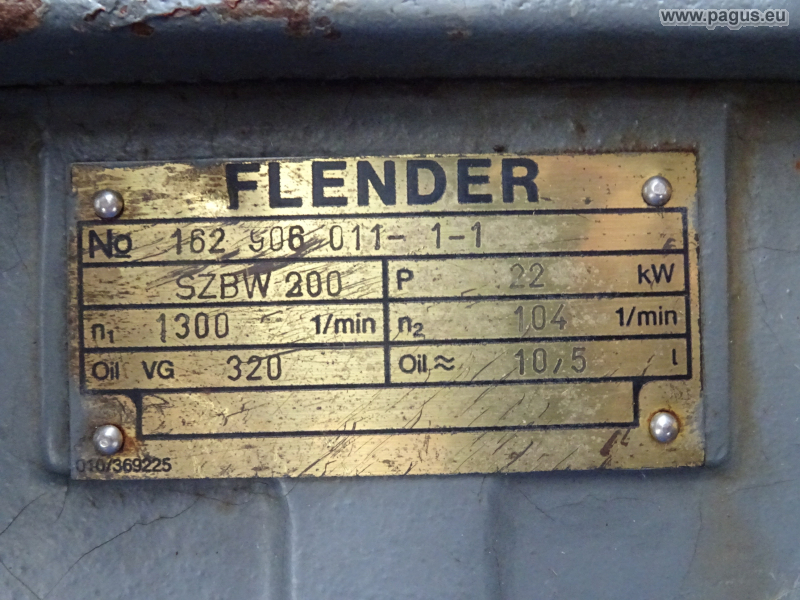 www.pagus.eu
FLENDER
No 162 906 011- 1-1
SZBW 200 P 22 kW
n1 1300 1/min n2 104 1/min
Oil VG 320 Oil ≈ 10,5 l
010/369225